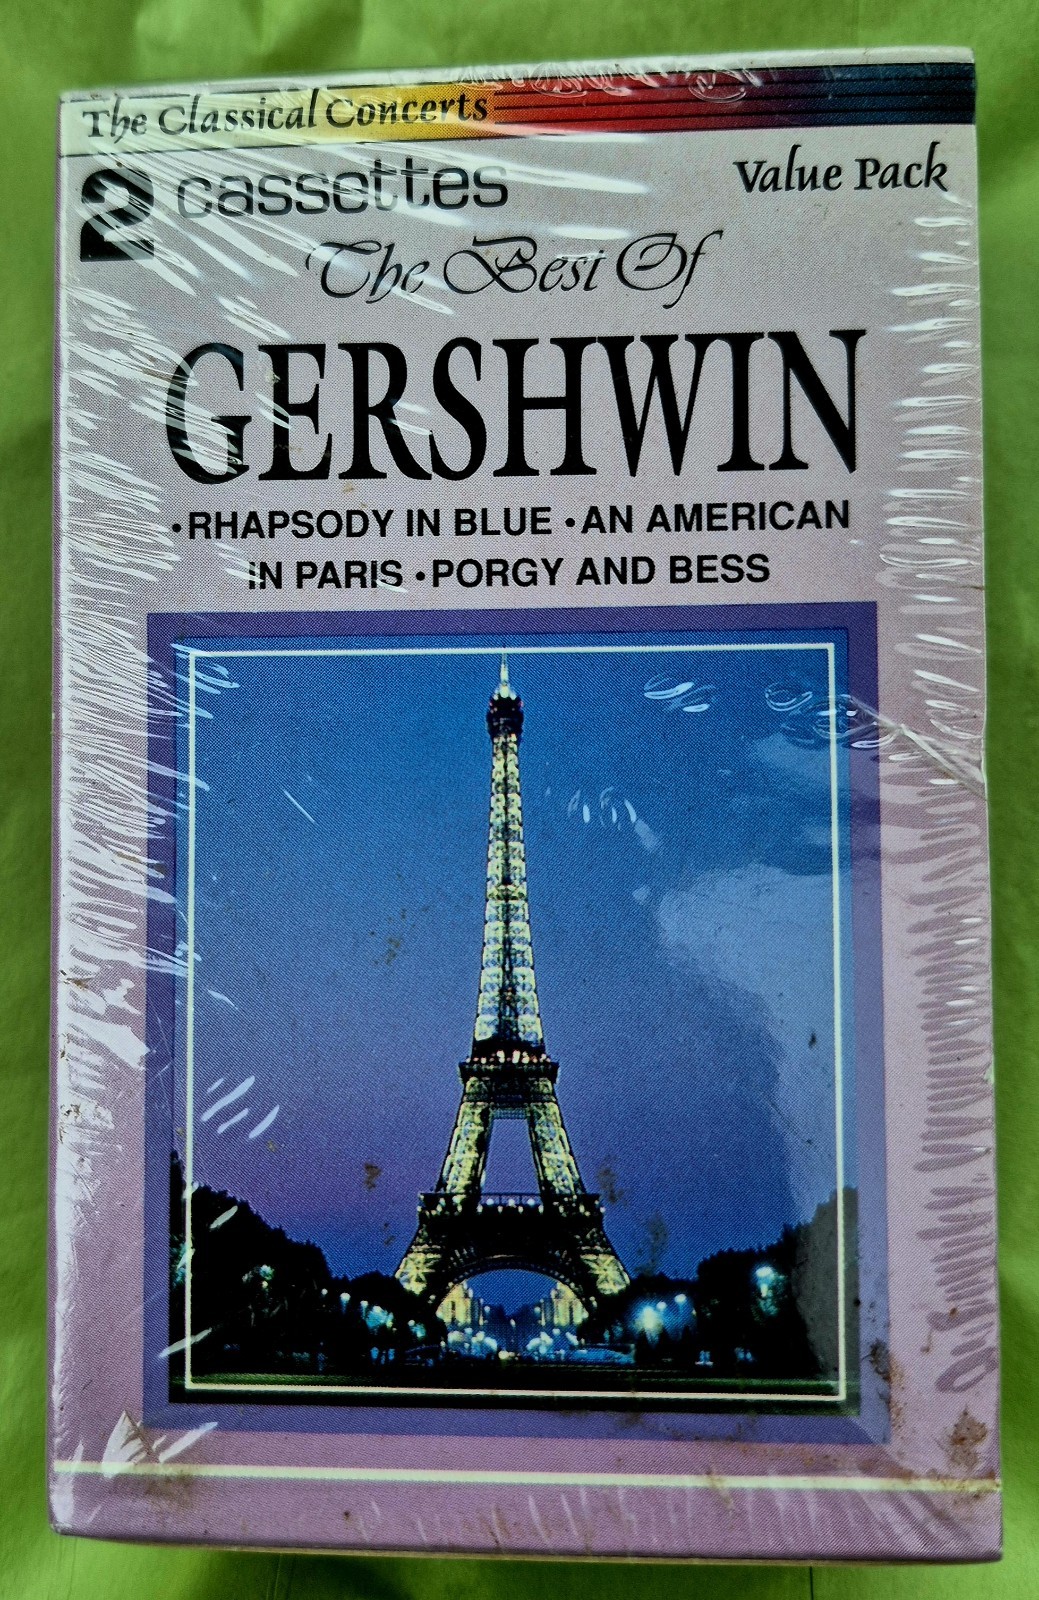 The Classical Concerts
2 cassettes
Value Pack
The Best Of
GERSHWIN
•RHAPSODY IN BLUE •AN AMERICAN
IN PARIS •PORGY AND BESS